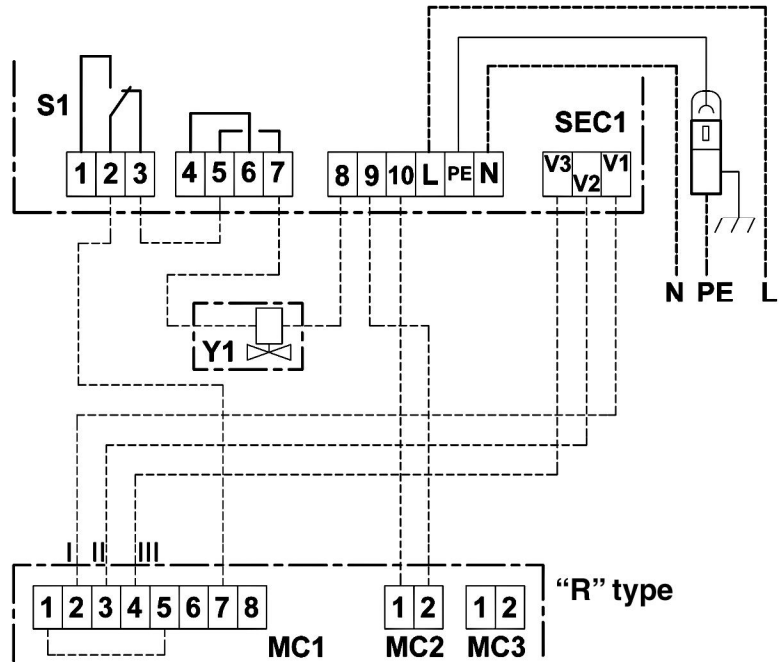 S1
SEC1
1 2 3
4 5 6 7
8 9 10 L PE N
V3 V2 V1
N PE L
Y1
I II III
1 2 3 4 5 6 7 8
1 2
1 2
"R" type
MC1
MC2
MC3